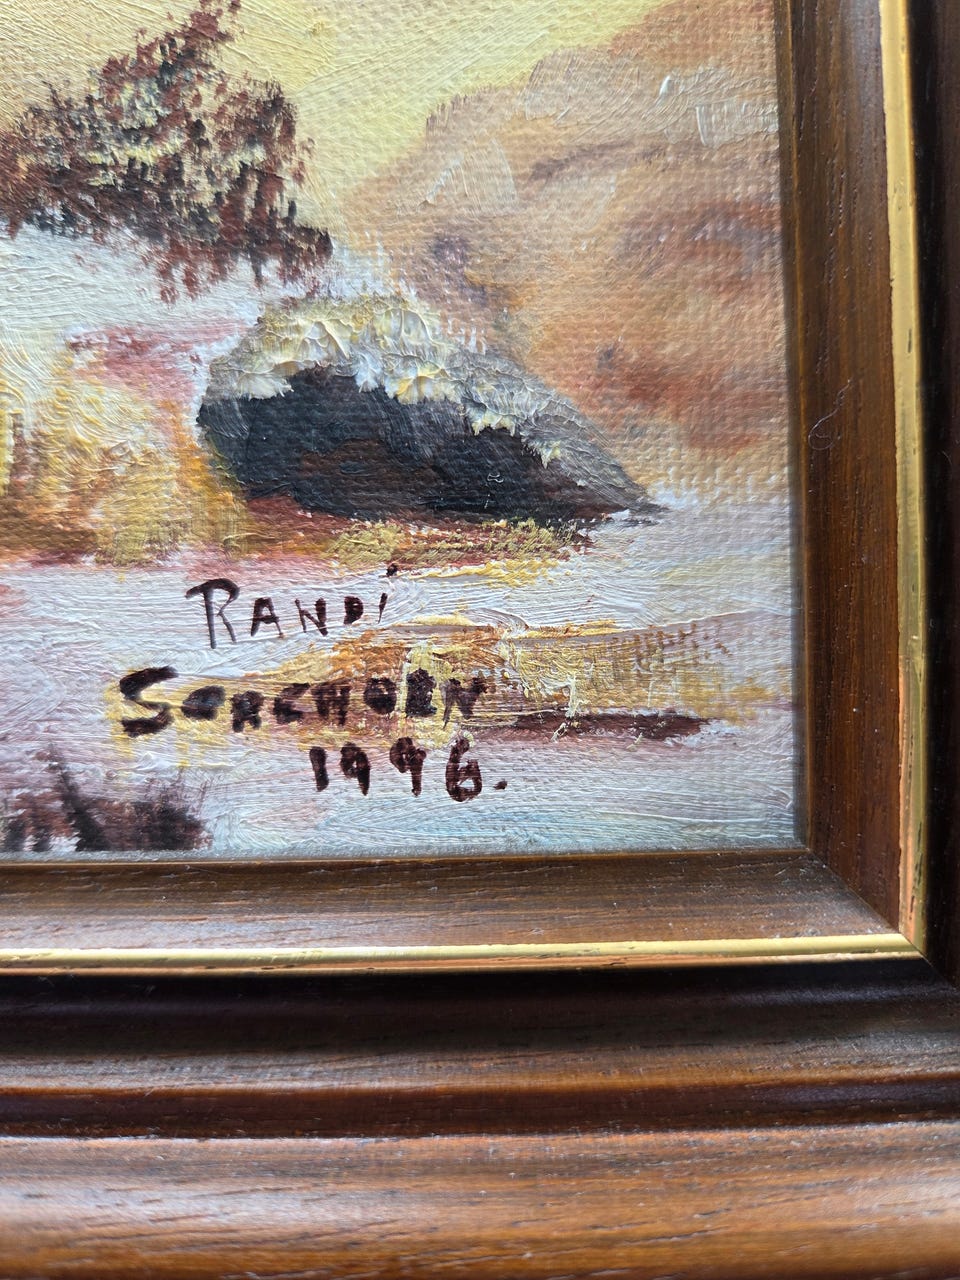 RANDi
SORCHOEN
1996.